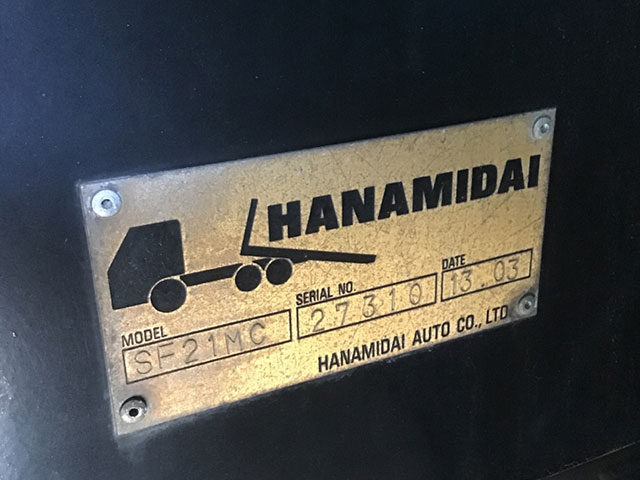 HANAMIDAI
MODEL SF21MC
SERIAL NO. 27310
DATE 13.03
HANAMIDAI AUTO CO., LTD